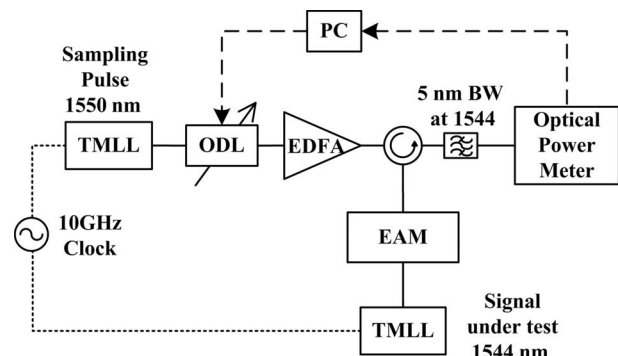 PC
Sampling
Pulse
1550 nm
TMLL
ODL
EDFA
5 nm BW
at 1544
Optical
Power
Meter
10GHz
Clock
EAM
TMLL
Signal
under test
1544 nm